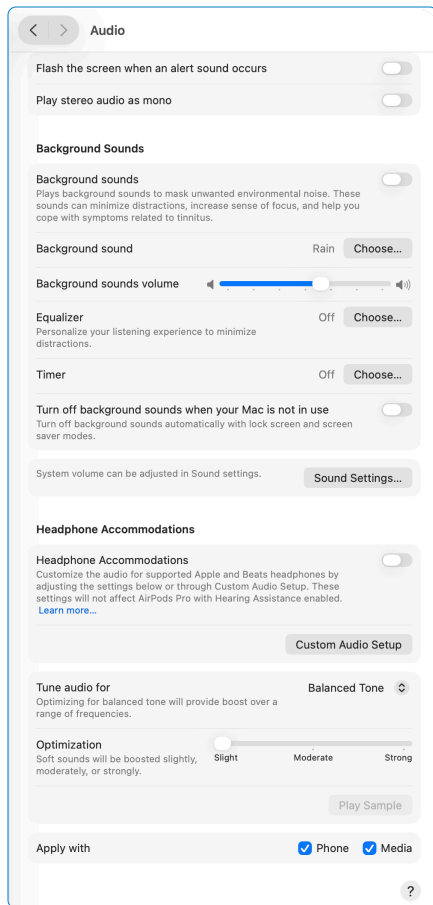 Audio
Flash the screen when an alert sound occurs
Play stereo audio as mono
Background Sounds
Background sounds
Plays background sounds to mask unwanted environmental noise. These
sounds can minimize distractions, increase sense of focus, and help you
cope with symptoms related to tinnitus.
Background sound Rain Choose...
Background sounds volume
Equalizer Off Choose...
Personalize your listening experience to minimize
distractions.
Timer Off Choose...
Turn off background sounds when your Mac is not in use
Turn off background sounds automatically with lock screen and screen
saver modes.
System volume can be adjusted in Sound settings. Sound Settings...
Headphone Accommodations
Headphone Accommodations
Customize the audio for supported Apple and Beats headphones by
adjusting the settings below or through Custom Audio Setup. These
settings will not affect AirPods Pro with Hearing Assistance enabled.
Learn more...
Custom Audio Setup
Tune audio for Balanced Tone
Optimizing for balanced tone will provide boost over a
range of frequencies.
Optimization
Soft sounds will be boosted slightly, Slight Moderate Strong
moderately, or strongly.
Play Sample
Apply with Phone Media
?